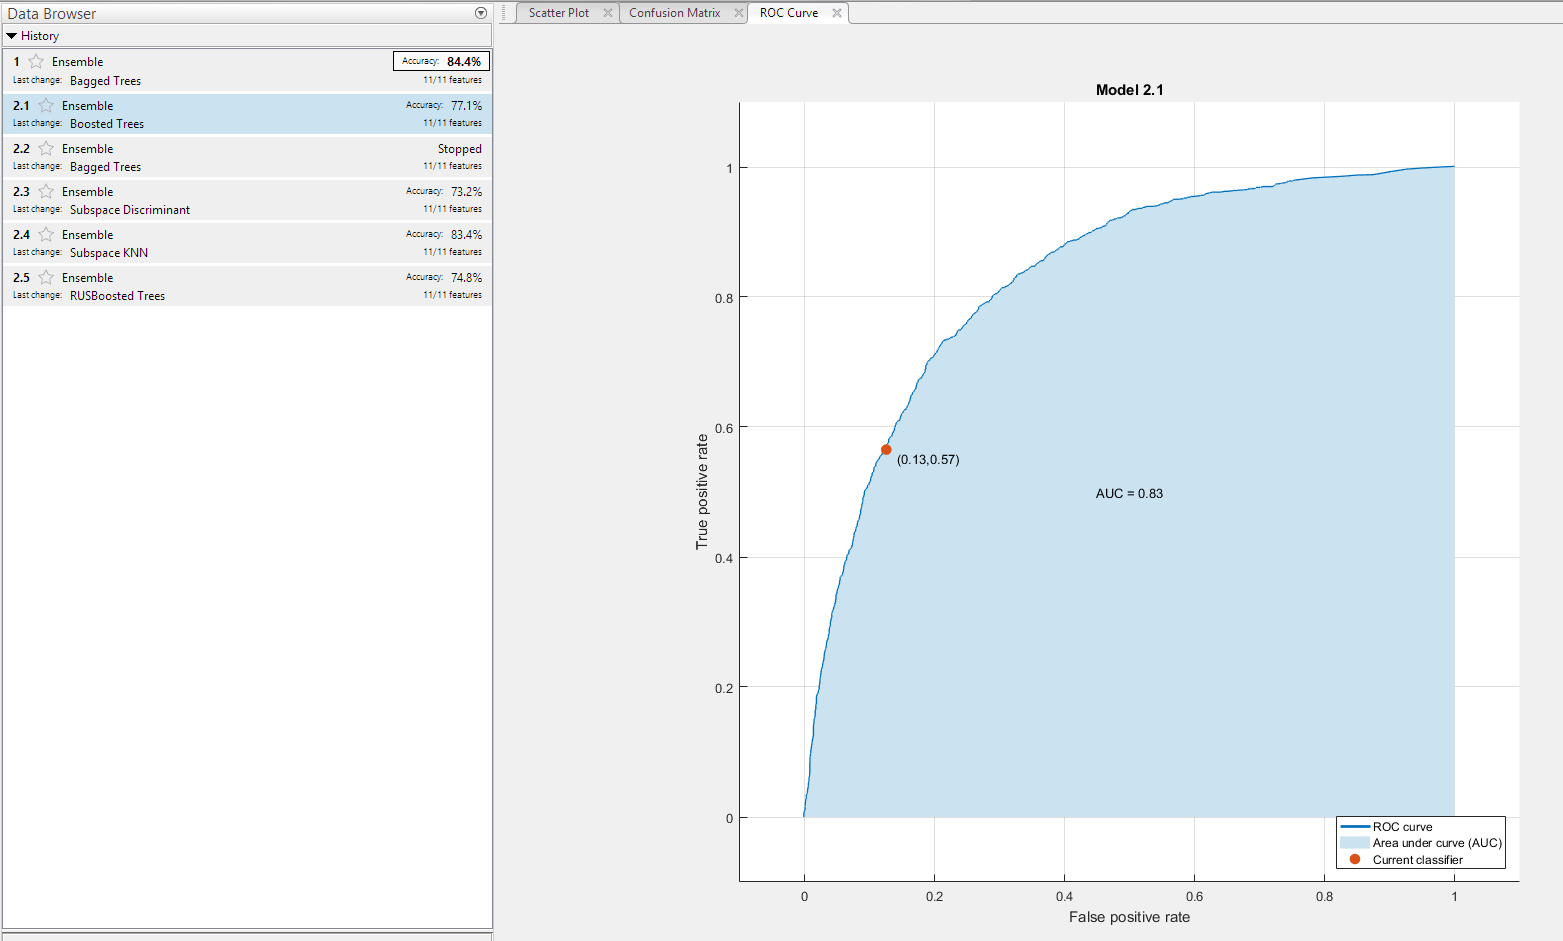 Data Browser
History
1 Ensemble Accuracy: 84.4%
Last change: Bagged Trees 11/11 features
2.1 Ensemble Accuracy: 77.1%
Last change: Boosted Trees 11/11 features
2.2 Ensemble Stopped
Last change: Bagged Trees 11/11 features
2.3 Ensemble Accuracy: 73.2%
Last change: Subspace Discriminant 11/11 features
2.4 Ensemble Accuracy: 83.4%
Last change: Subspace KNN 11/11 features
2.5 Ensemble Accuracy: 74.8%
Last change: RUSBoosted Trees 11/11 features
Scatter Plot Confusion Matrix ROC Curve
Model 2.1
1
0.8
0.6
0.4
0.2
0
True positive rate
(0.13,0.57)
AUC = 0.83
ROC curve
Area under curve (AUC)
Current classifier
0 0.2 0.4 0.6 0.8 1
False positive rate